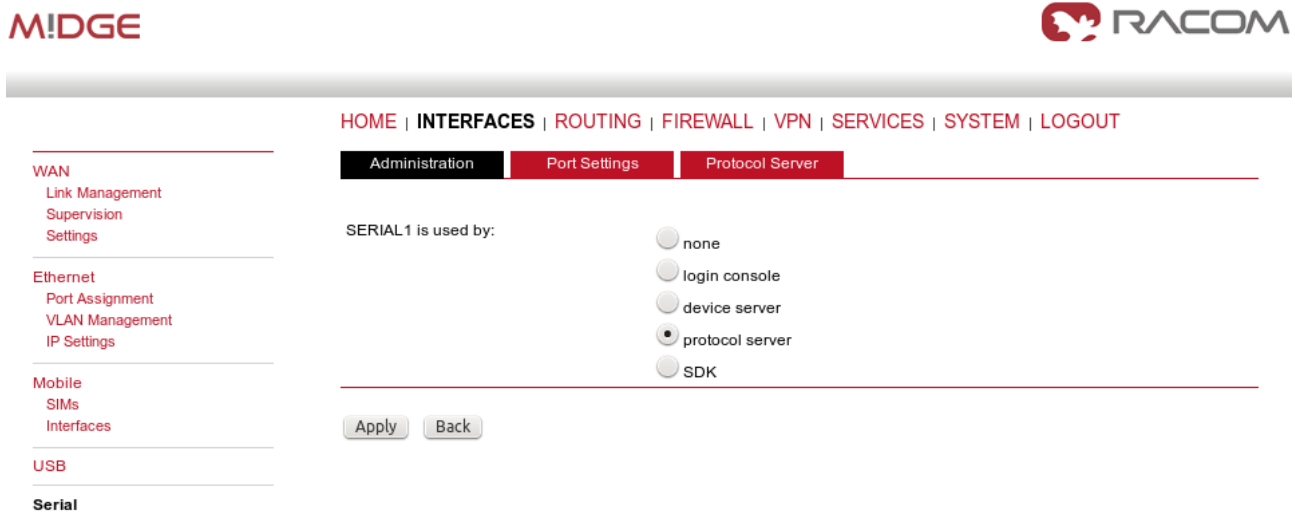 M!DGE
RACOM
HOME | INTERFACES | ROUTING | FIREWALL | VPN | SERVICES | SYSTEM | LOGOUT
Administration Port Settings Protocol Server
WAN
Link Management
Supervision
Settings
Ethernet
Port Assignment
VLAN Management
IP Settings
Mobile
SIMs
Interfaces
USB
Serial
SERIAL1 is used by:
none
login console
device server
protocol server
SDK
Apply Back